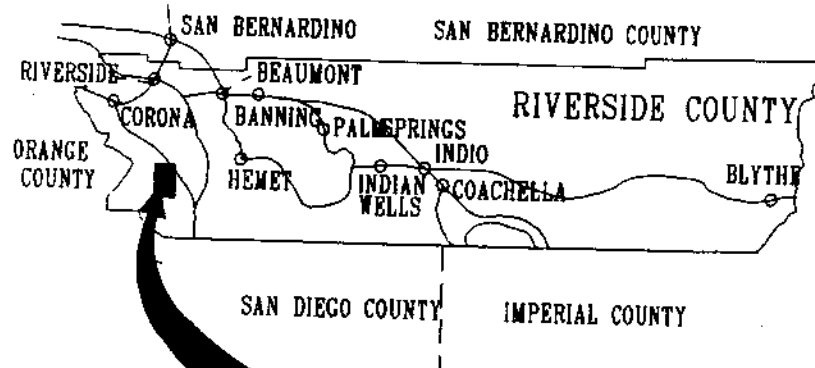 SAN BERNARDINO
SAN BERNARDINO COUNTY
RIVERSIDE
BEAUMONT
RIVERSIDE COUNTY
CORONA
BANNING
PALM SPRINGS
ORANGE
COUNTY
HEMET
INDIO
INDIAN
WELLS
COACHELLA
BLYTHE
SAN DIEGO COUNTY
IMPERIAL COUNTY